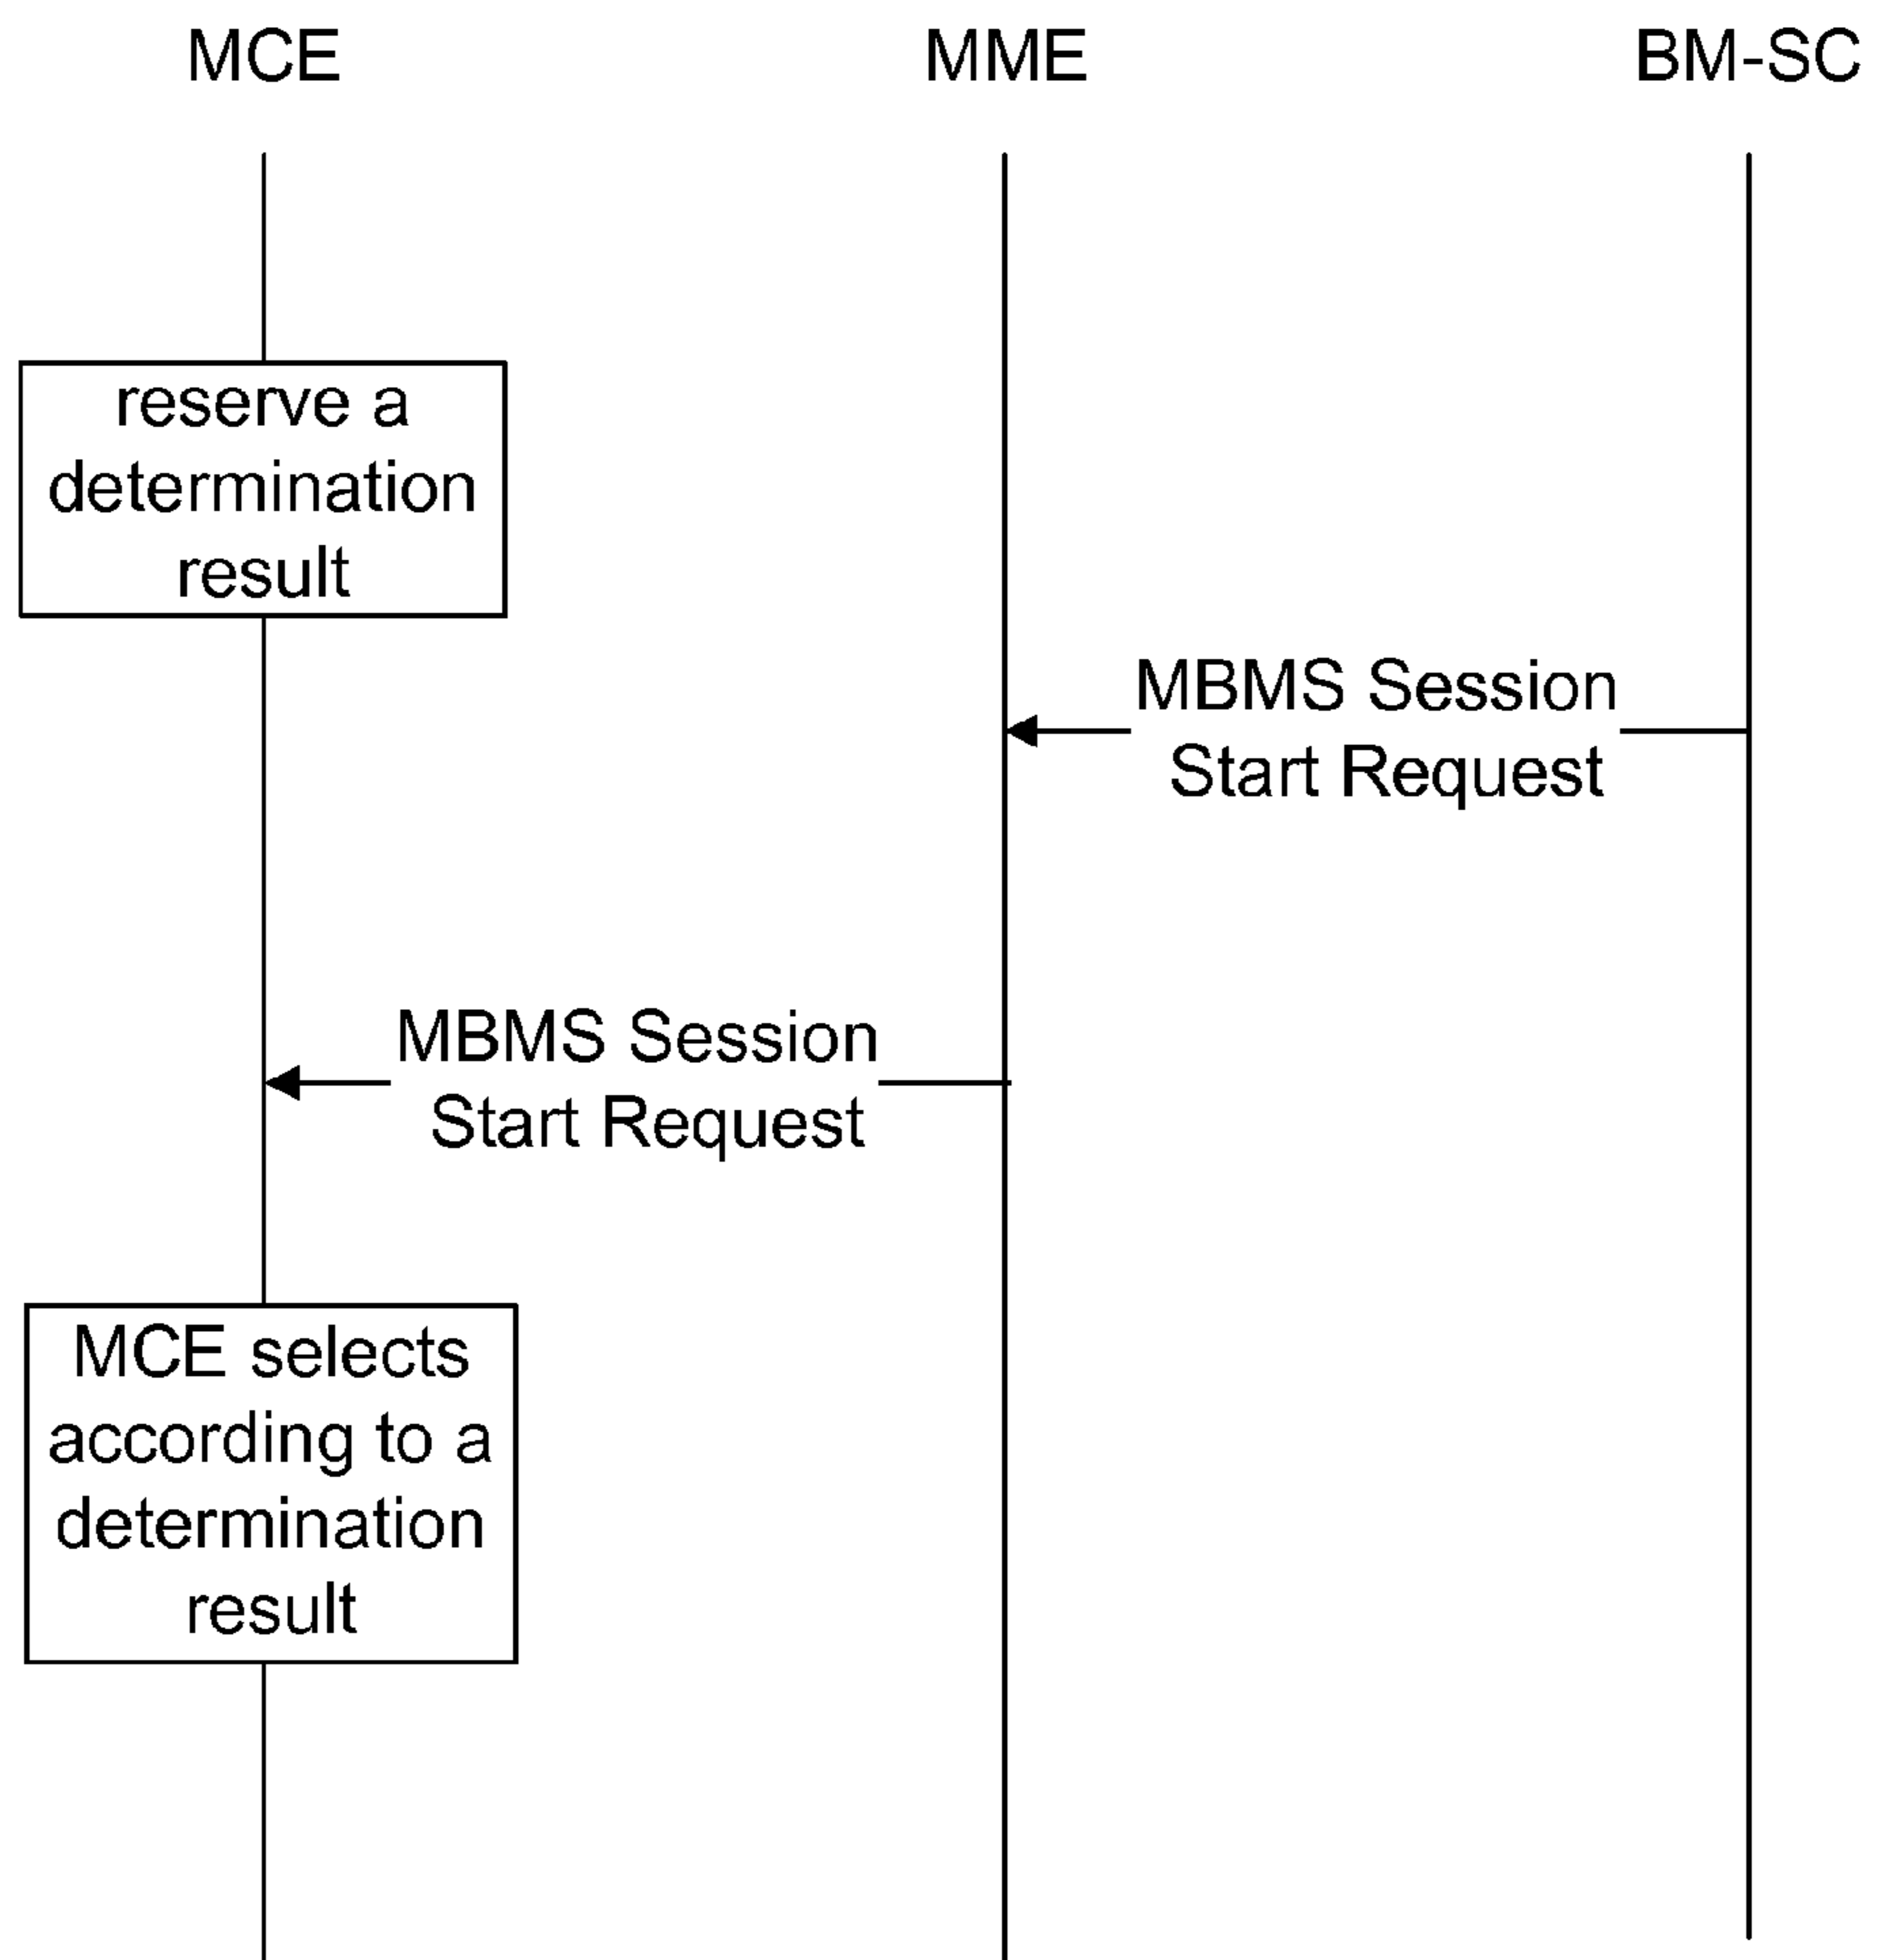 MCE
MME
BM-SC
reserve a
determination
result
MBMS Session
Start Request
MBMS Session
Start Request
MCE selects
according to a
determination
result